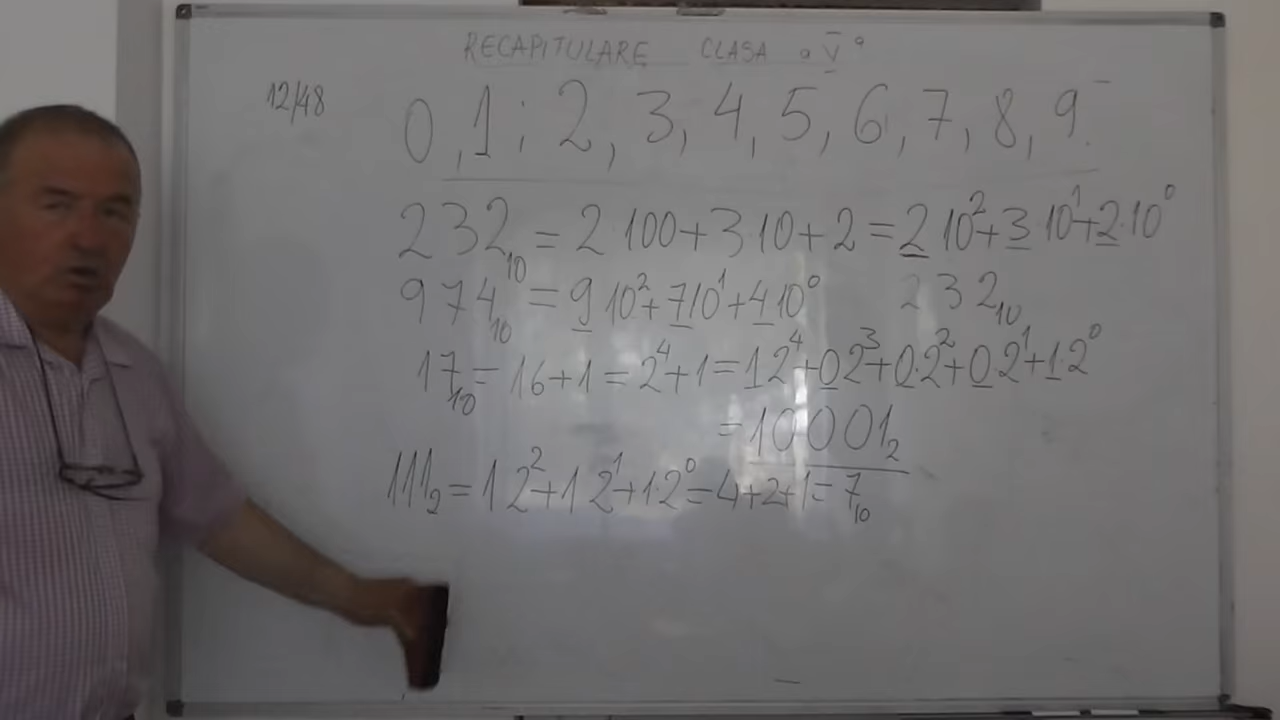 RECAPITULARE CLASA a V a
12/48
0, 1; 2, 3, 4, 5, 6, 7, 8, 9.
232₁₀ = 2 100+3·10+2 = 2 10²+3·10¹+2·10⁰
974₁₀ = 9 10²+7 10¹+4 10⁰ 232₁₀
17₁₀ = 16+1 = 2⁴+1 = 1 2⁴+0 2³+0·2²+0·2¹+1·2⁰
= 10001₂
111₂ = 1 2²+1 2¹+1·2⁰ = 4+2+1 = 7₁₀